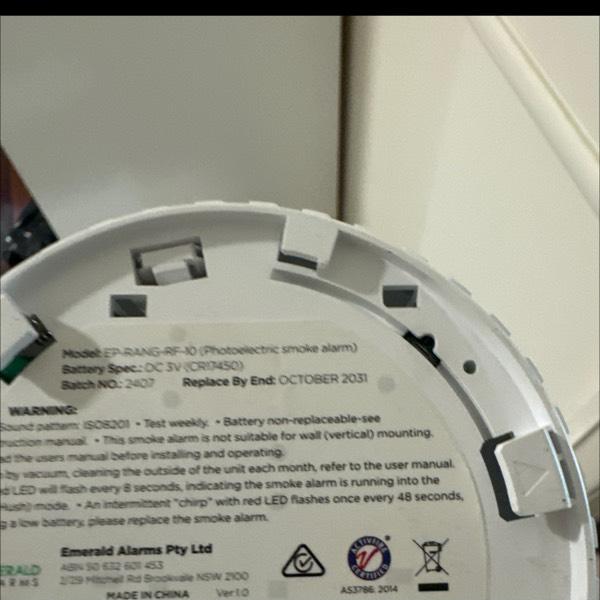 Model: EP-RANG-RF-10 (Photoelectric smoke alarm)
Battery Spec.: DC 3V (CR17450)
Batch NO.: 2407 Replace By End: OCTOBER 2031
WARNING:
Sound pattern: ISO8201 • Test weekly. • Battery non-replaceable-see
manual. • This smoke alarm is not suitable for wall (vertical) mounting.
the users manual before installing and operating.
by vacuum, cleaning the outside of the unit each month, refer to the user manual.
LED will flash every 8 seconds, indicating the smoke alarm is running into the
mode. • An intermittent "chirp" with red LED flashes once every 48 seconds,
a low battery, please replace the smoke alarm.
Emerald Alarms Pty Ltd
ABN 50 632 601 453
2/29 Mitchell Rd Brookvale NSW 2100
MADE IN CHINA Ver1.0
ERALD
ARMS
ACTIVFIRE
CERTIFIED
AS3786: 2014